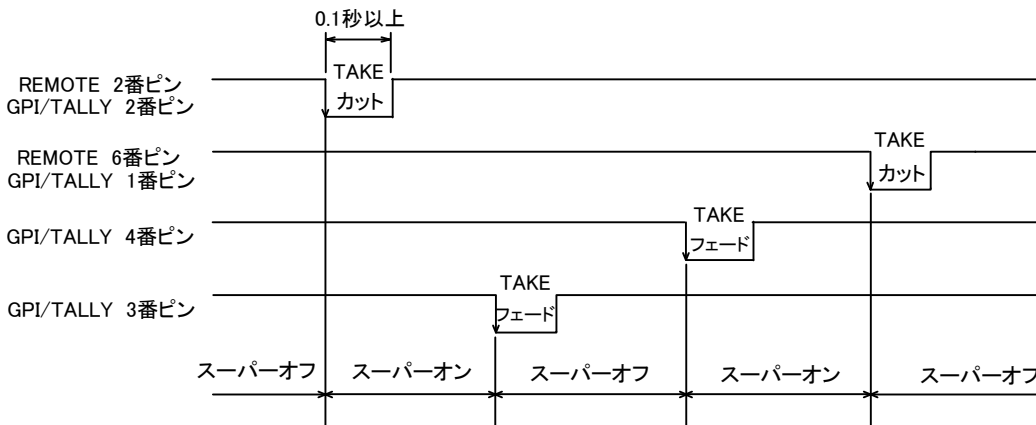 0.1秒以上
REMOTE 2番ピン
GPI/TALLY 2番ピン
TAKE
カット
REMOTE 6番ピン
GPI/TALLY 1番ピン
TAKE
カット
GPI/TALLY 4番ピン
TAKE
フェード
GPI/TALLY 3番ピン
TAKE
フェード
スーパーオフ スーパーオン スーパーオフ スーパーオン スーパーオフ